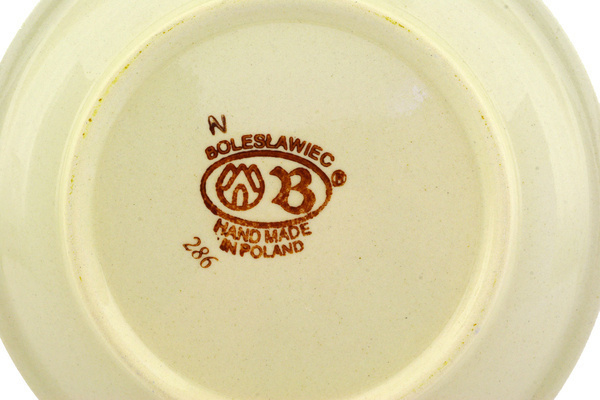 N
BOLESŁAWIEC
B ®
HAND MADE
IN POLAND
286